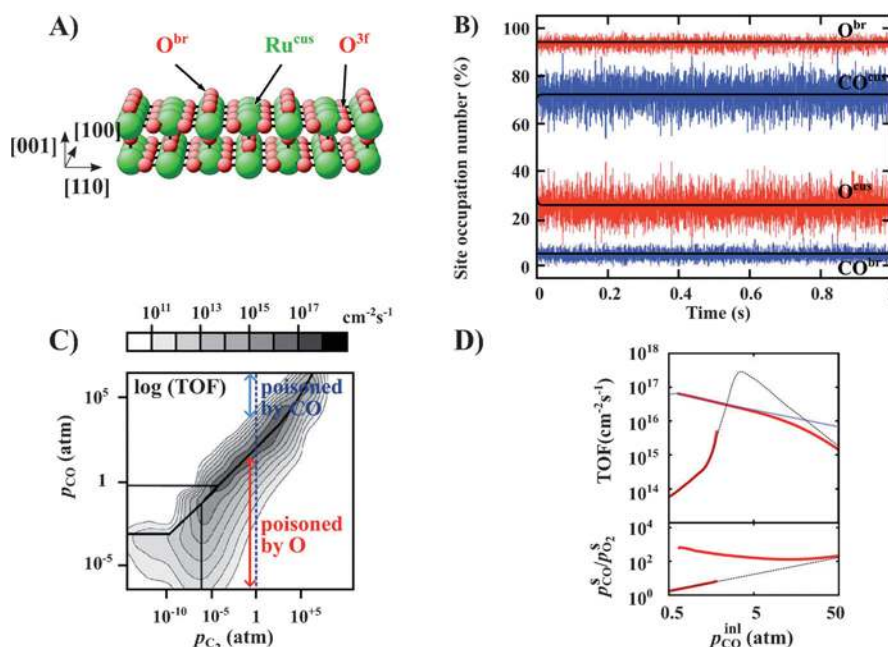 A)
O^br
Ru^cus
O^3f
[001]
[100]
[110]
B)
Site occupation number (%)
100
80
60
40
20
0
O^br
CO^cus
O^cus
CO^br
0
0.2
0.4
0.6
0.8
Time (s)
C)
10^11
10^13
10^15
10^17
cm^-2s^-1
log (TOF)
poisoned
by CO
poisoned
by O
p_CO (atm)
10^5
1
10^-5
10^-10
10^-5
1
10^+5
p_C2 (atm)
D)
TOF(cm^-2s^-1)
10^18
10^17
10^16
10^15
10^14
p^s_CO/p^s_O2
10^4
10^2
10^0
0.5
5
50
p^inl_CO (atm)